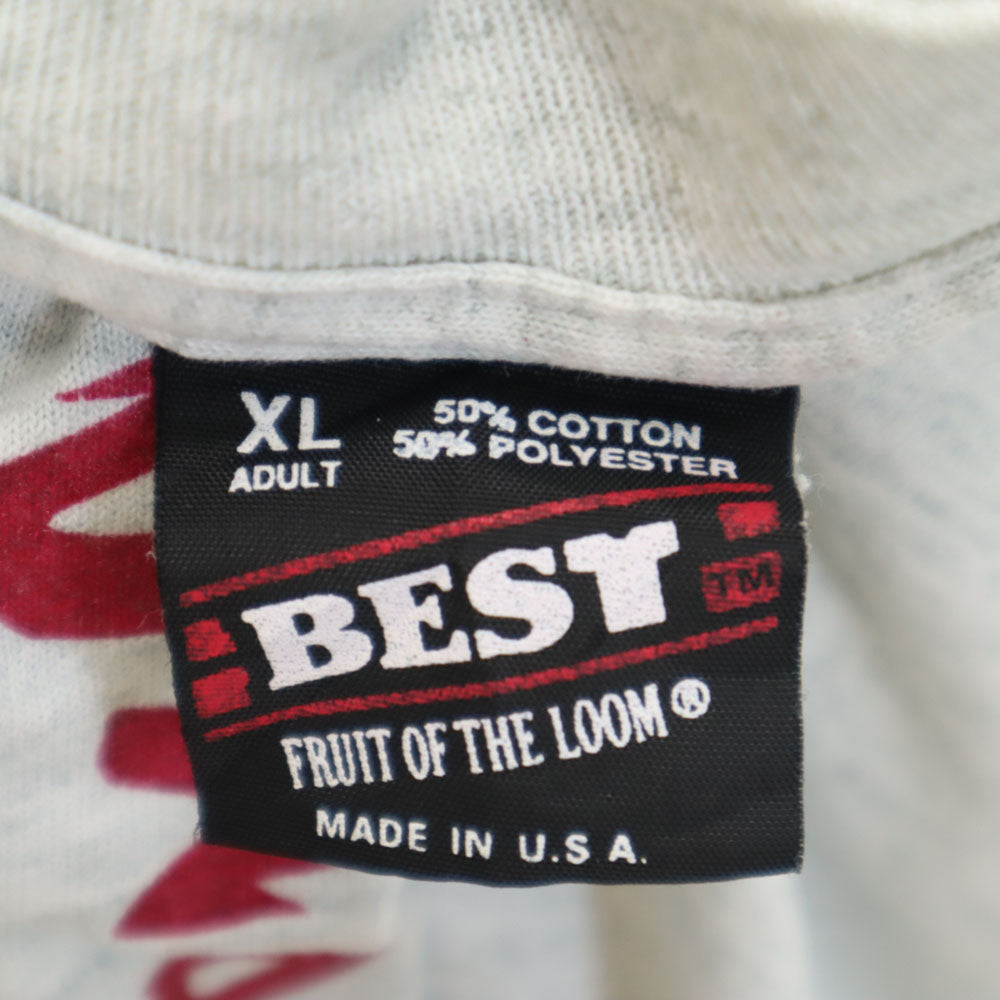 XL
ADULT
50% COTTON
50% POLYESTER
BEST
TM
FRUIT OF THE LOOM®
MADE IN U.S A.